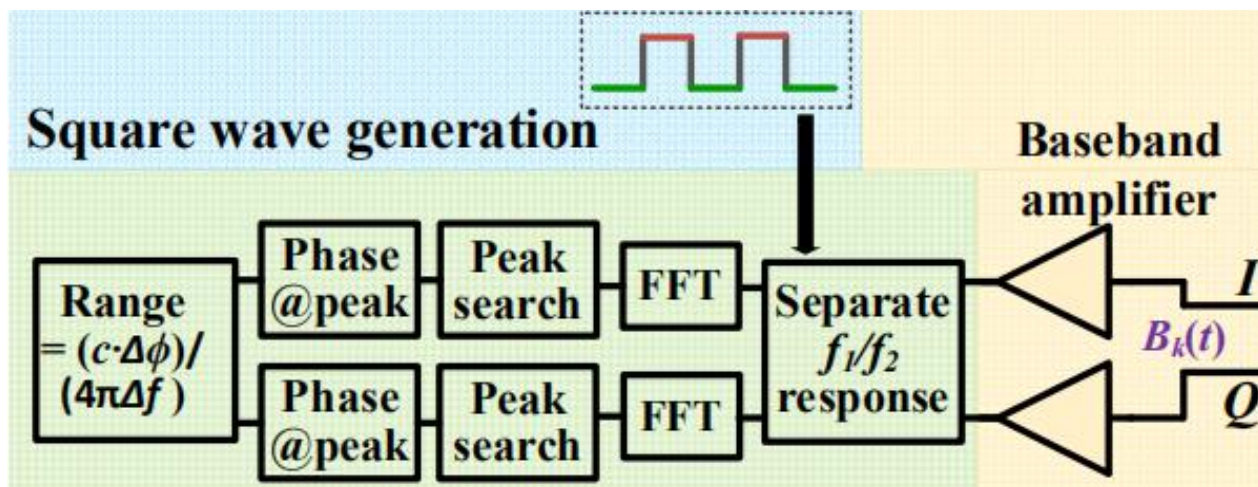 Square wave generation
Baseband
amplifier
Range
= (c·Δϕ)/
(4πΔf )
Phase
@peak
Peak
search
FFT
Separate
f₁/f₂
response
I
B_k(t)
Q
Phase
@peak
Peak
search
FFT